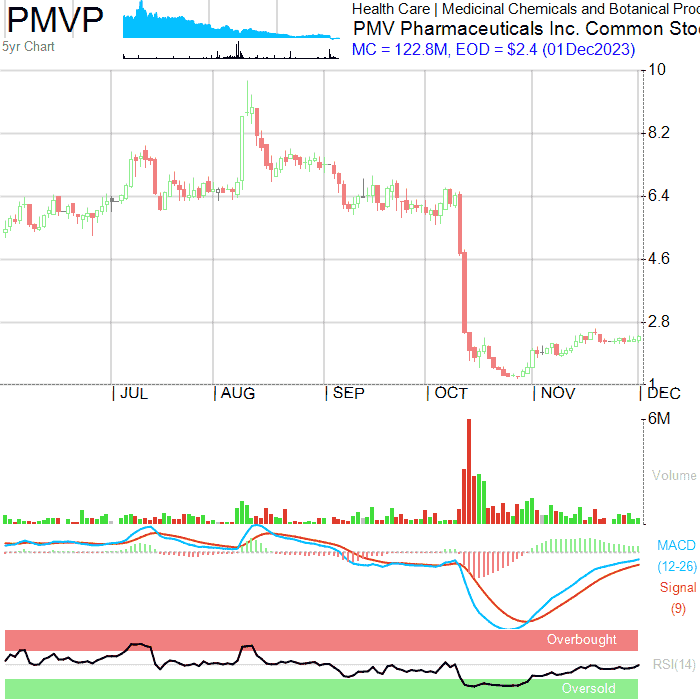 PMVP
5yr Chart
Health Care | Medicinal Chemicals and Botanical Proc
PMV Pharmaceuticals Inc. Common Stoc
MC = 122.8M, EOD = $2.4 (01Dec2023)
10
8.2
6.4
4.6
2.8
1
JUL AUG SEP OCT NOV DEC
6M
Volume
MACD
(12-26)
Signal
(9)
Overbought
RSI(14)
Oversold